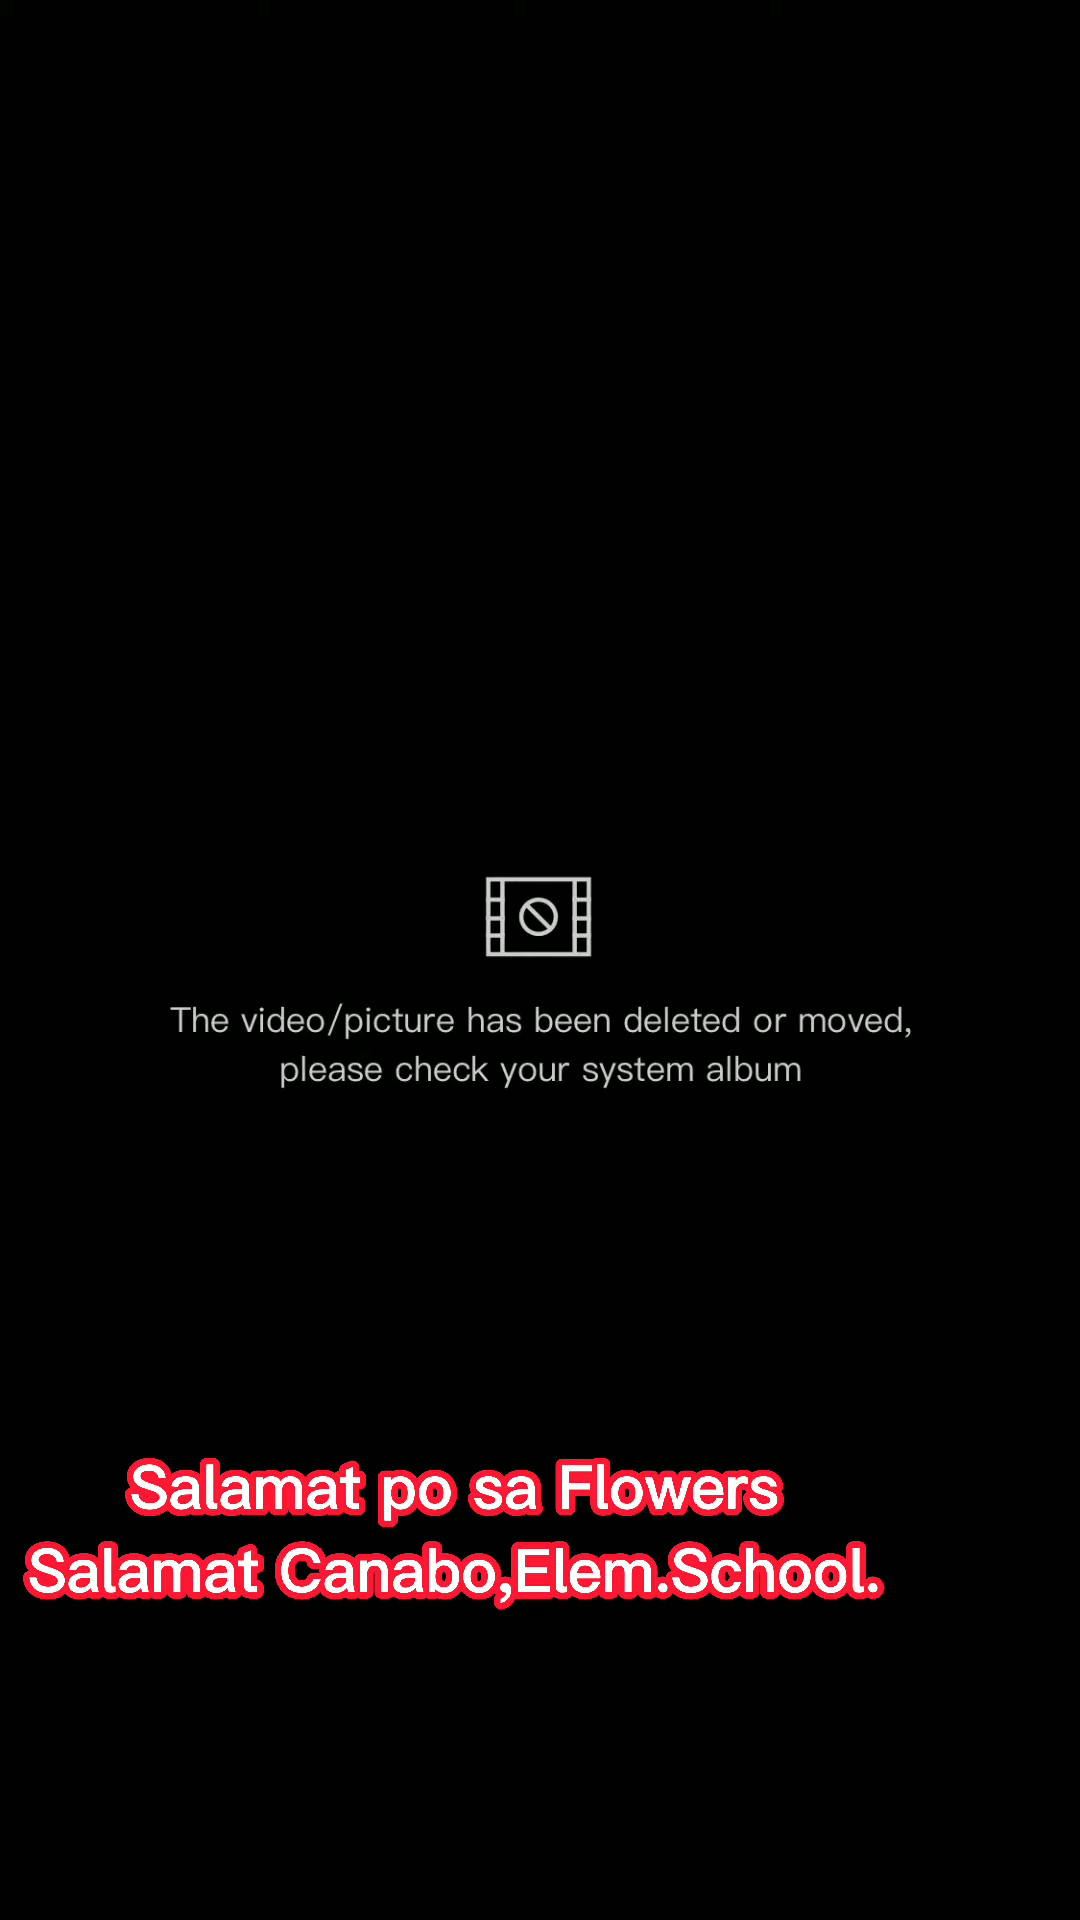 The video/picture has been deleted or moved,
please check your system album
Salamat po sa Flowers
Salamat Canabo,Elem.School.